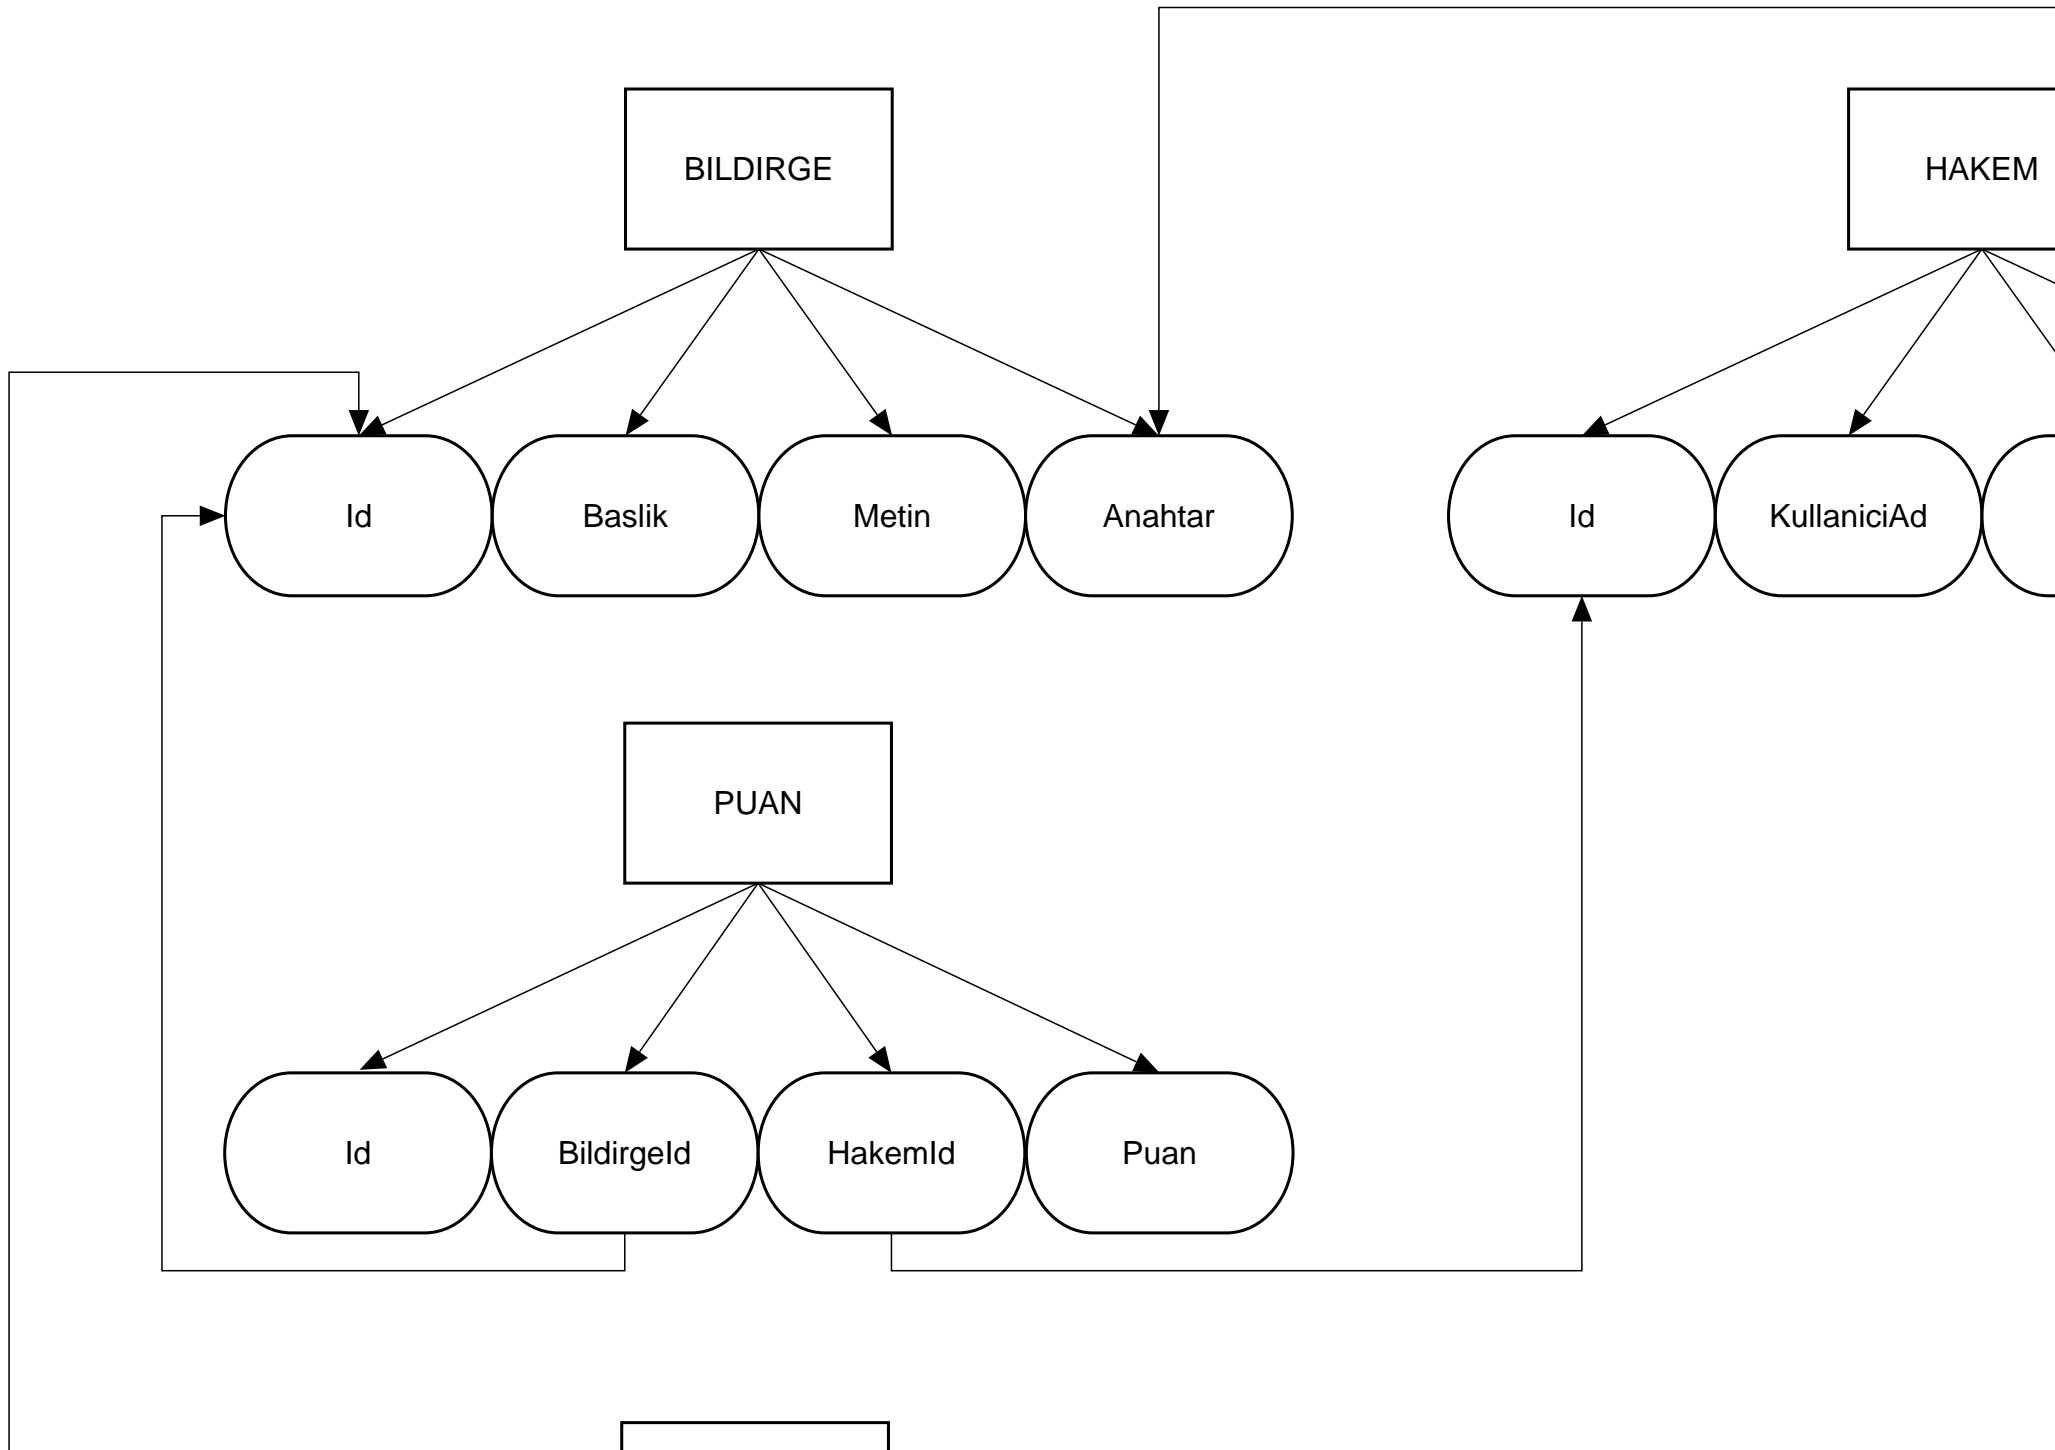 BILDIRGE
HAKEM
Id
Baslik
Metin
Anahtar
Id
KullaniciAd
PUAN
Id
BildirgeId
HakemId
Puan